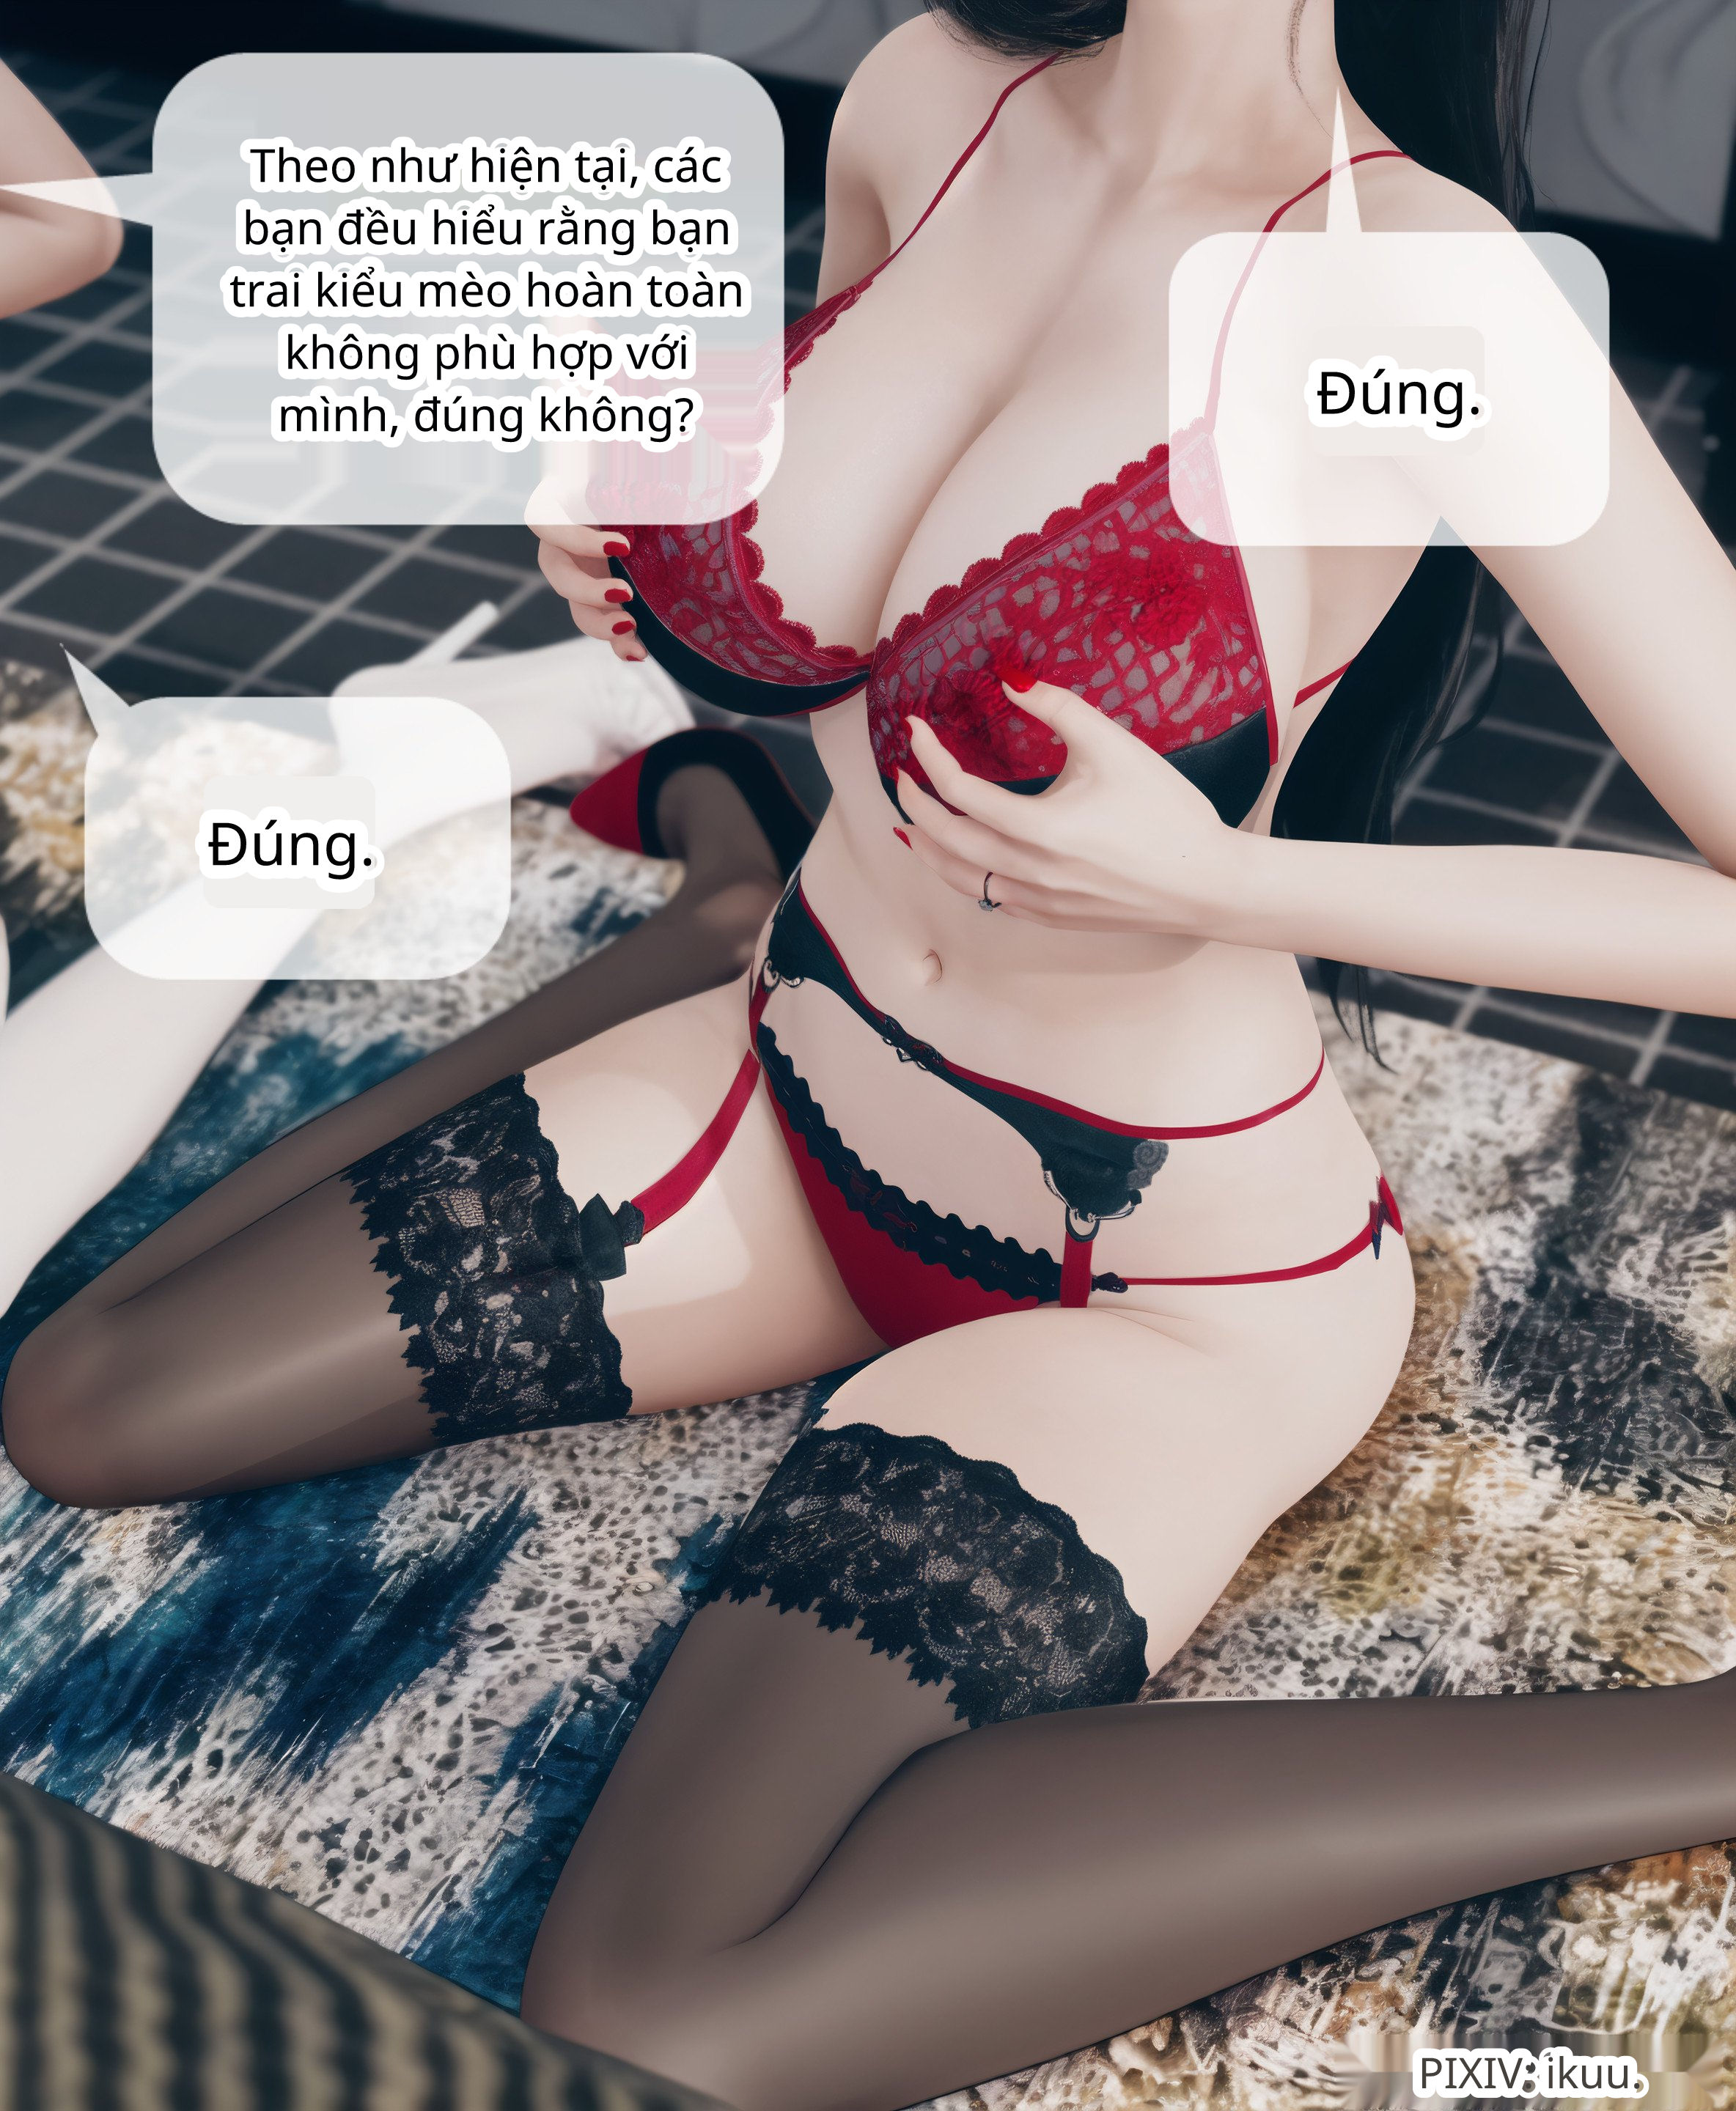 Theo như hiện tại, các
bạn đều hiểu rằng bạn
trai kiểu mèo hoàn toàn
không phù hợp với
mình, đúng không?
Đúng.
Đúng.
PIXIV: ikuu.